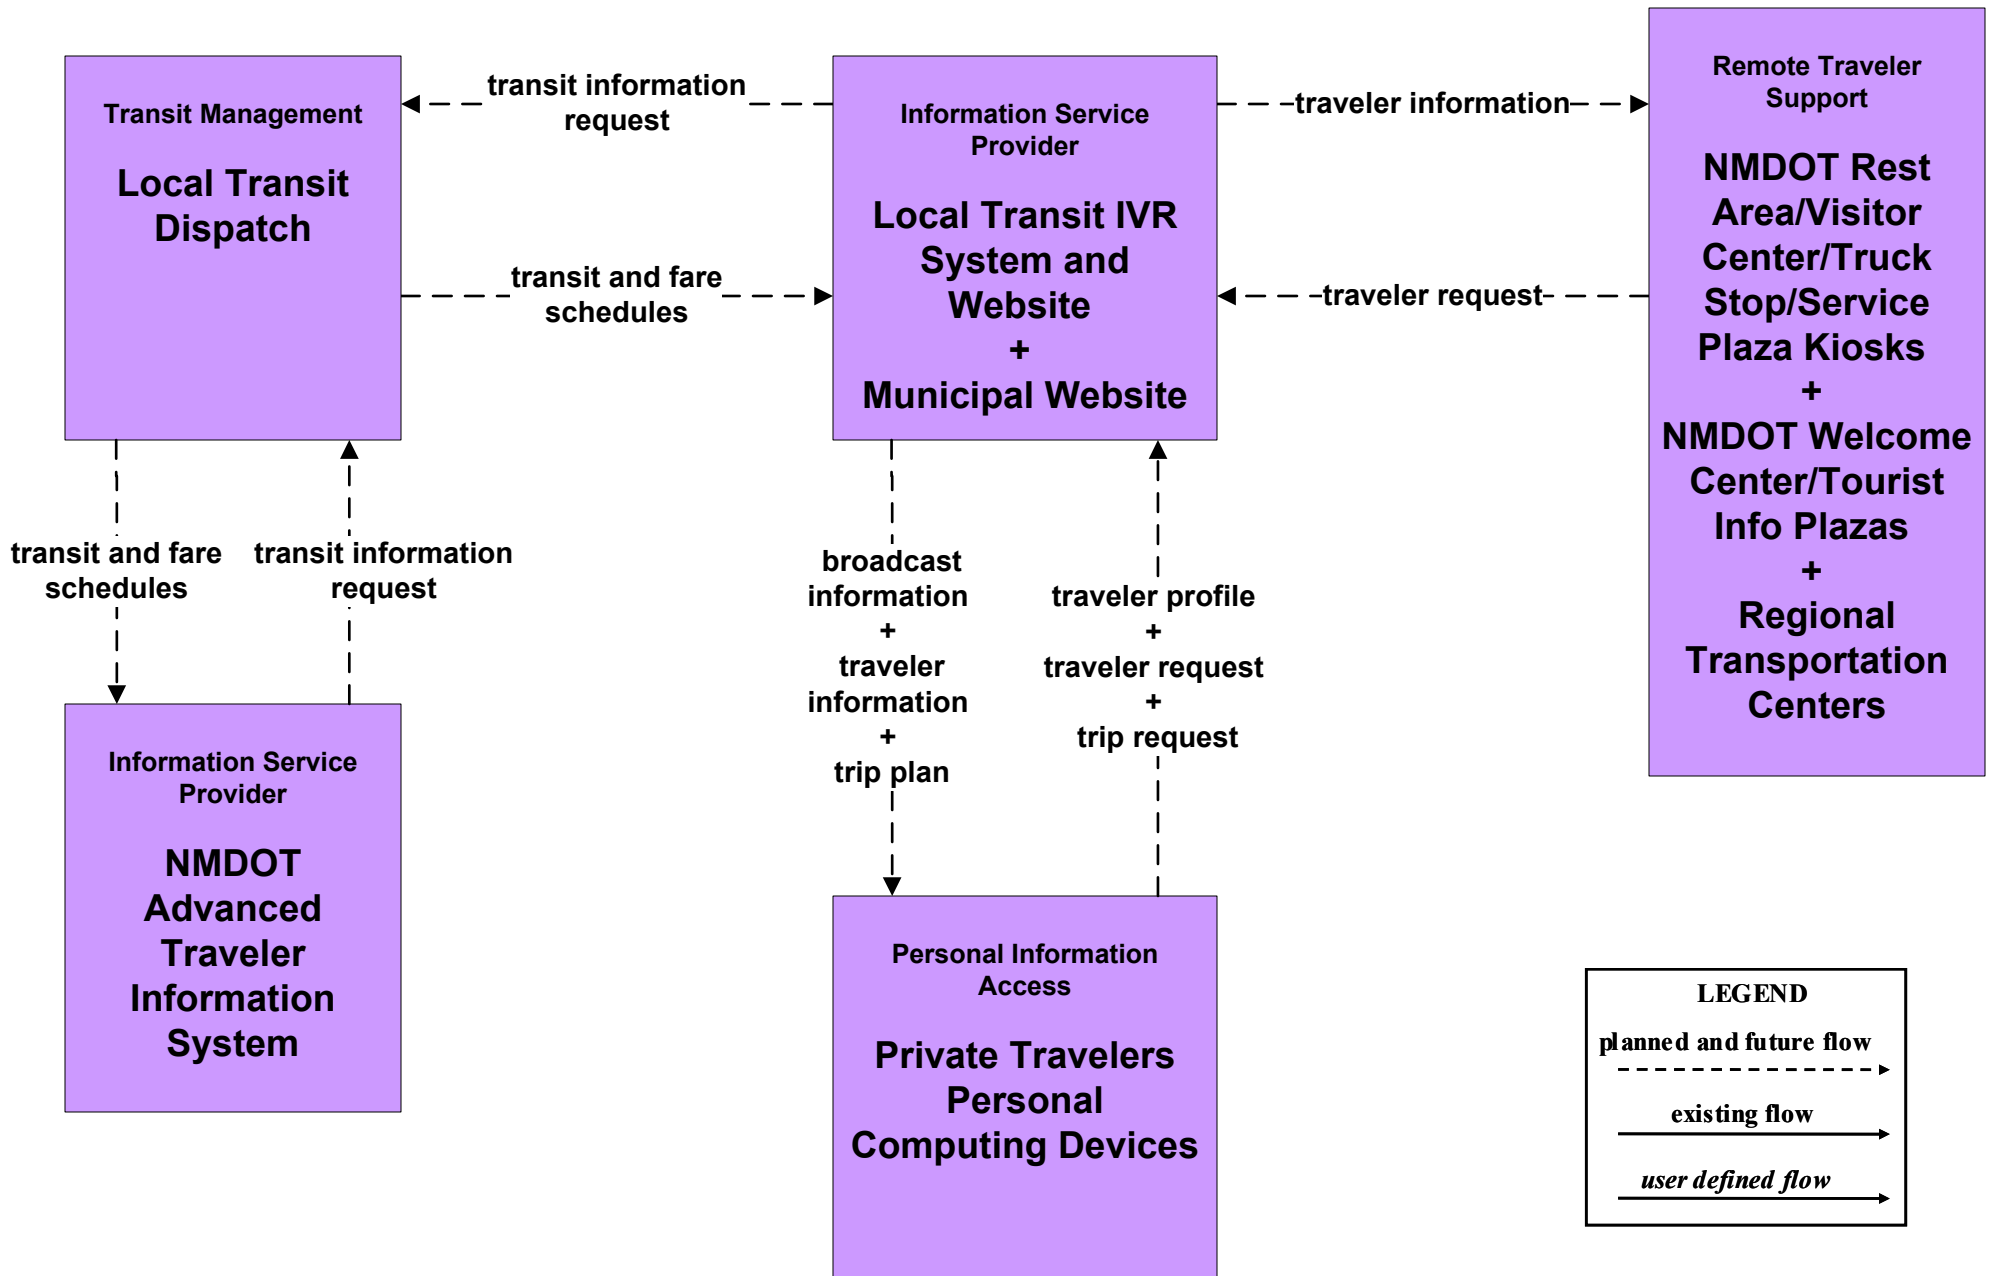 Transit Management
Local Transit
Dispatch
transit information
request
transit and fare
schedules
Information Service
Provider
Local Transit IVR
System and
Website
+
Municipal Website
traveler information
traveler request
Remote Traveler
Support
NMDOT Rest
Area/Visitor
Center/Truck
Stop/Service
Plaza Kiosks
+
NMDOT Welcome
Center/Tourist
Info Plazas
+
Regional
Transportation
Centers
transit and fare
schedules
transit information
request
broadcast
information
+
traveler
information
+
trip plan
traveler profile
+
traveler request
+
trip request
Information Service
Provider
NMDOT
Advanced
Traveler
Information
System
Personal Information
Access
Private Travelers
Personal
Computing Devices
LEGEND
planned and future flow
existing flow
user defined flow